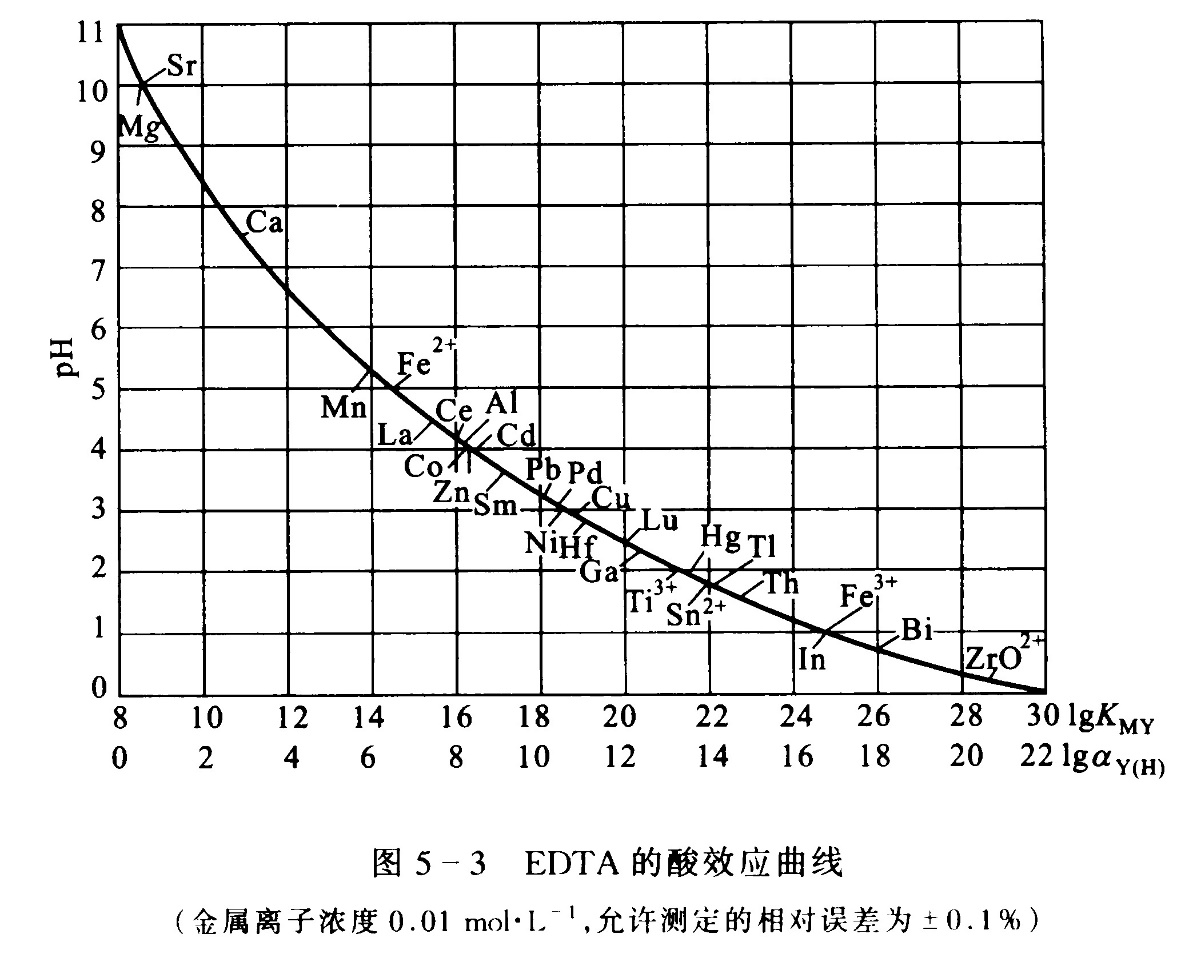 11
Sr
10
Mg
9
8
Ca
7
6
pH
Fe²⁺
5
Mn
Ce Al
La Cd
4
Co
Zn
Pb Pd
Sm
Cu
3
Lu
Ni Hf
Hg Tl
Ga
2
Th
Ti³⁺
Fe³⁺
Sn²⁺
1
Bi
In
ZrO²⁺
0
8 10 12 14 16 18 20 22 24 26 28 30 lgK_MY
0 2 4 6 8 10 12 14 16 18 20 22 lgα_Y(H)
图 5-3 EDTA 的酸效应曲线
(金属离子浓度 0.01 mol·L⁻¹,允许测定的相对误差为 ±0.1%)